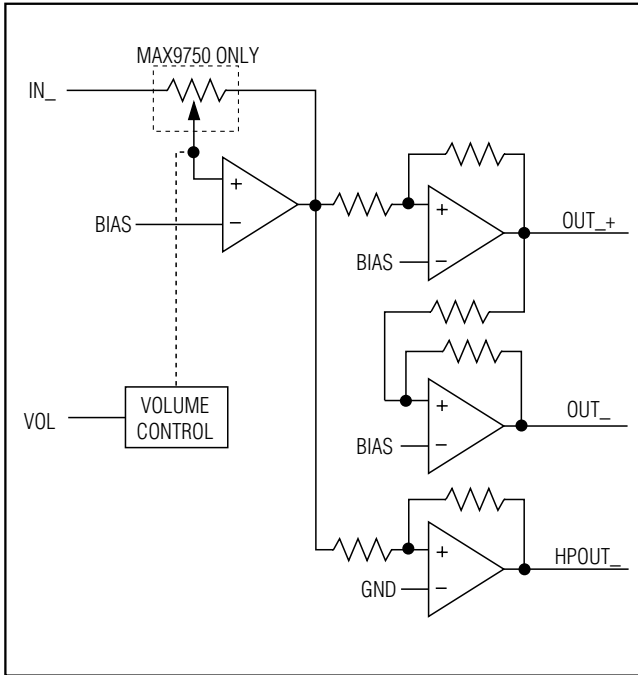 MAX9750 ONLY
IN_
+
−
BIAS
+
−
BIAS
OUT_+
VOL
VOLUME
CONTROL
+
−
BIAS
OUT_
+
−
GND
HPOUT_